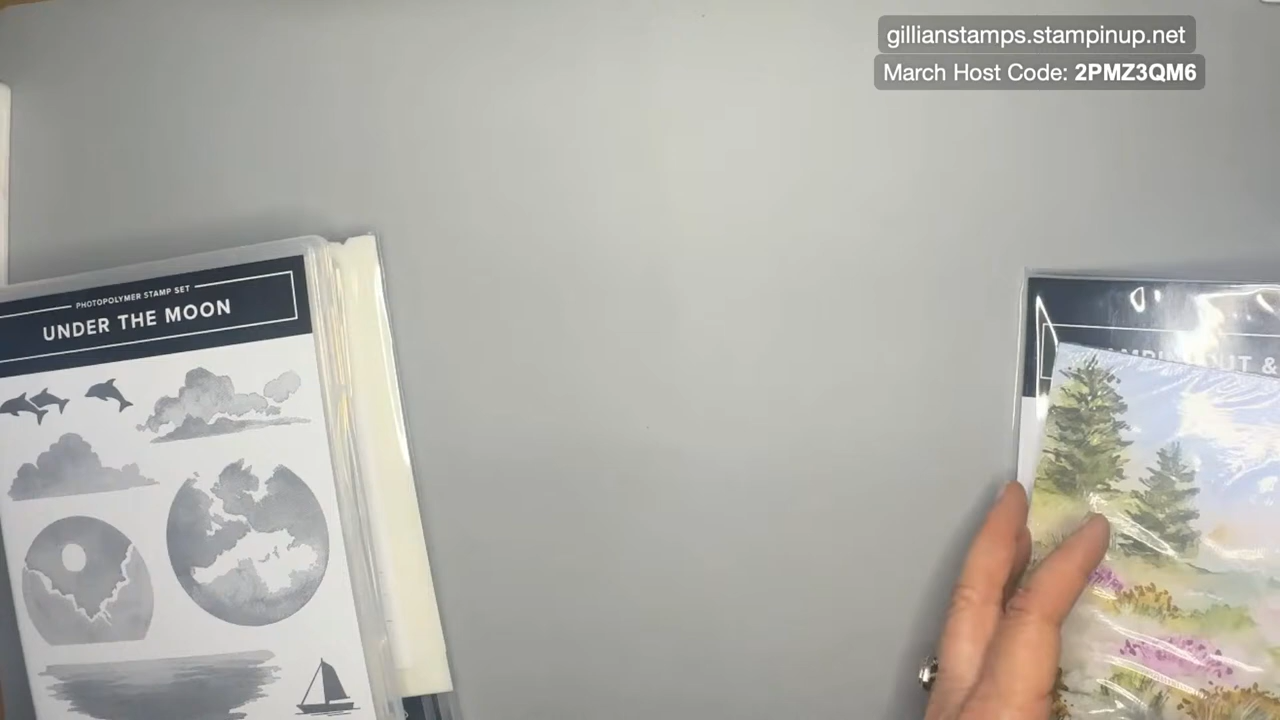 gillianstamps.stampinup.net
March Host Code: 2PMZ3QM6
PHOTOPOLYMER STAMP SET
UNDER THE MOON